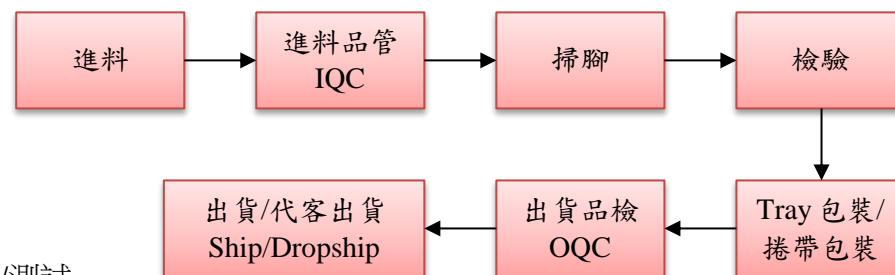 進料
進料品管
IQC
掃腳
檢驗
出貨/代客出貨
Ship/Dropship
出貨品檢
OQC
Tray 包裝/
捲帶包裝